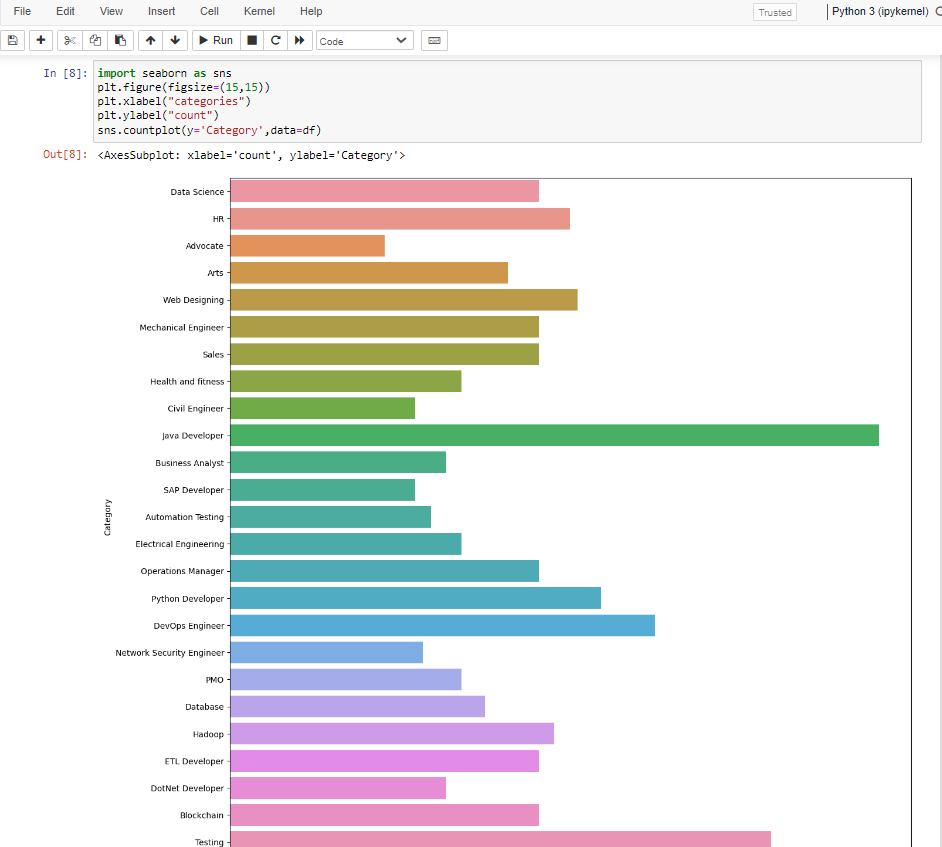 File Edit View Insert Cell Kernel Help Trusted Python 3 (ipykernel)
Run Code
In [8]: import seaborn as sns
plt.figure(figsize=(15,15))
plt.xlabel("categories")
plt.ylabel("count")
sns.countplot(y='Category',data=df)
Out[8]: <AxesSubplot: xlabel='count', ylabel='Category'>
Data Science
HR
Advocate
Arts
Web Designing
Mechanical Engineer
Sales
Health and fitness
Civil Engineer
Java Developer
Business Analyst
SAP Developer
Category
Automation Testing
Electrical Engineering
Operations Manager
Python Developer
DevOps Engineer
Network Security Engineer
PMO
Database
Hadoop
ETL Developer
DotNet Developer
Blockchain
Testing